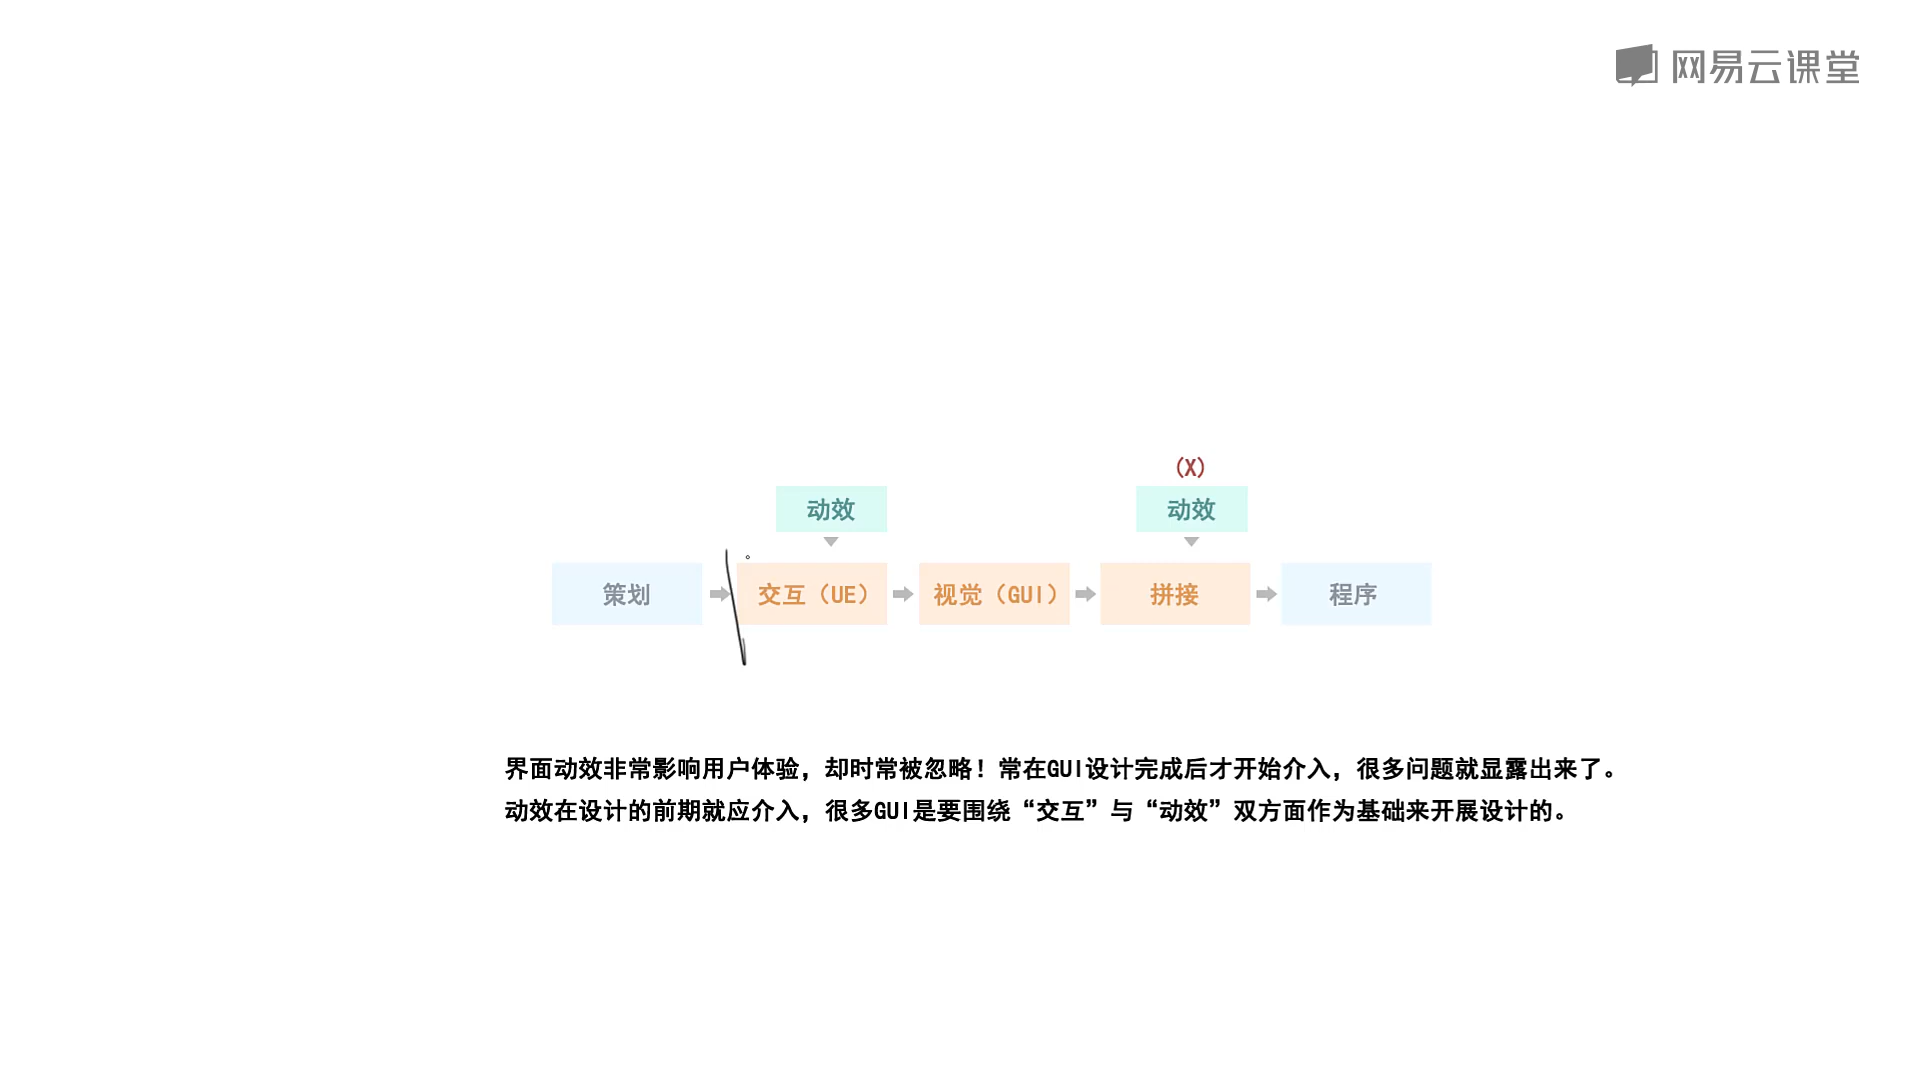 网易云课堂
(X)
动效
动效
策划
交互（UE）
视觉（GUI）
拼接
程序
界面动效非常影响用户体验，却时常被忽略！常在GUI设计完成后才开始介入，很多问题就显露出来了。
动效在设计的前期就应介入，很多GUI是要围绕“交互”与“动效”双方面作为基础来开展设计的。